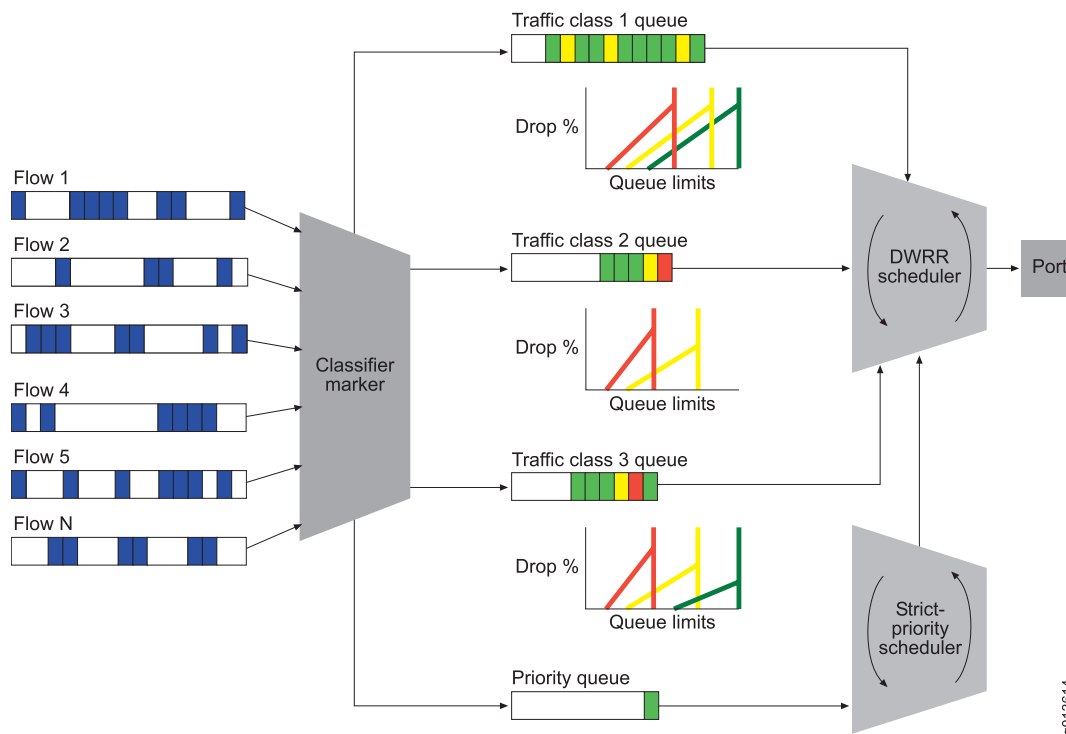 Traffic class 1 queue
Drop %
Queue limits
Flow 1
Flow 2
Flow 3
Flow 4
Flow 5
Flow N
Classifier
marker
Traffic class 2 queue
Drop %
Queue limits
Traffic class 3 queue
Drop %
Queue limits
Priority queue
DWRR
scheduler
Port
Strict-
priority
scheduler